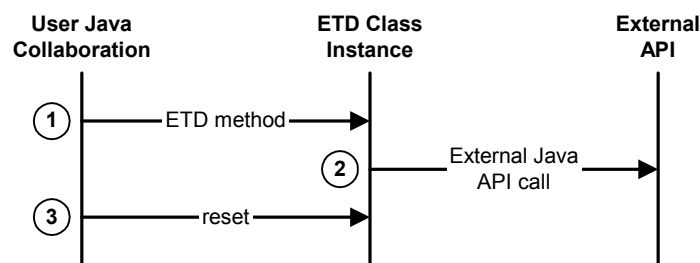 User Java
Collaboration
ETD Class
Instance
External
API
1
ETD method
2
External Java
API call
3
reset